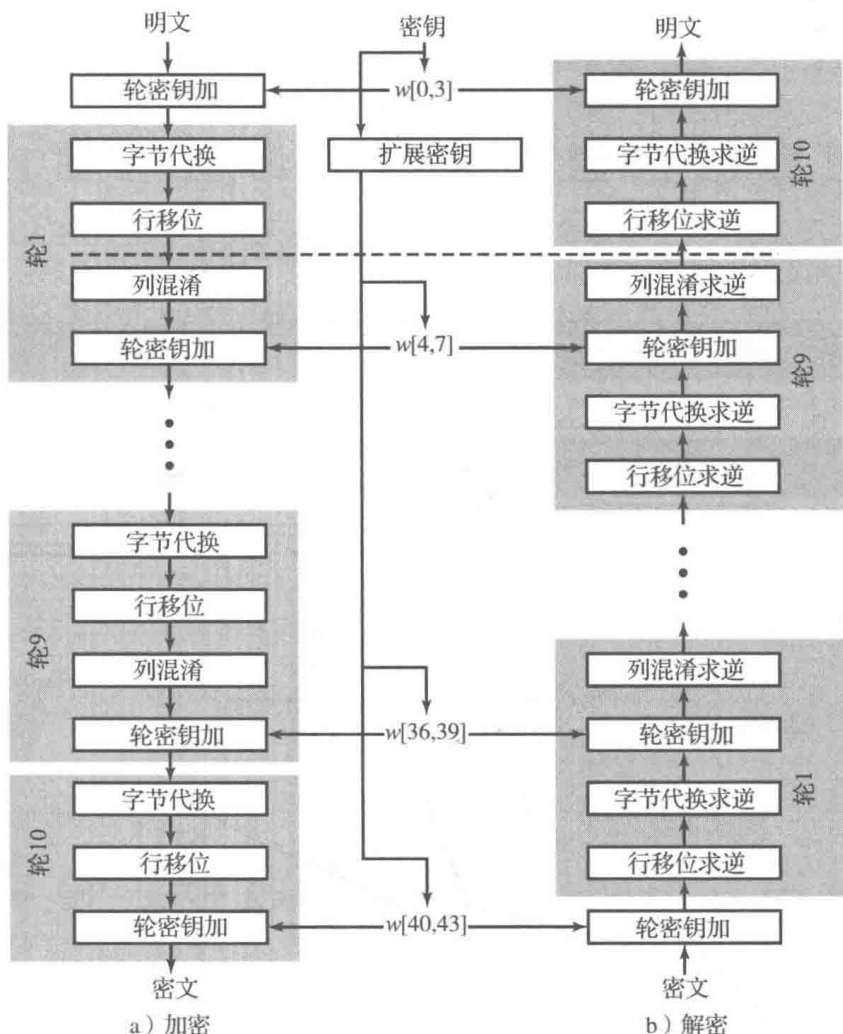 明文
轮密钥加
轮1
字节代换
行移位
列混淆
轮密钥加
轮9
字节代换
行移位
列混淆
轮密钥加
轮10
字节代换
行移位
轮密钥加
密文
a）加密
密钥
w[0,3]
扩展密钥
w[4,7]
w[36,39]
w[40,43]
明文
轮密钥加
字节代换求逆
行移位求逆
轮10
列混淆求逆
轮密钥加
字节代换求逆
行移位求逆
轮9
列混淆求逆
轮密钥加
字节代换求逆
行移位求逆
轮1
轮密钥加
密文
b）解密